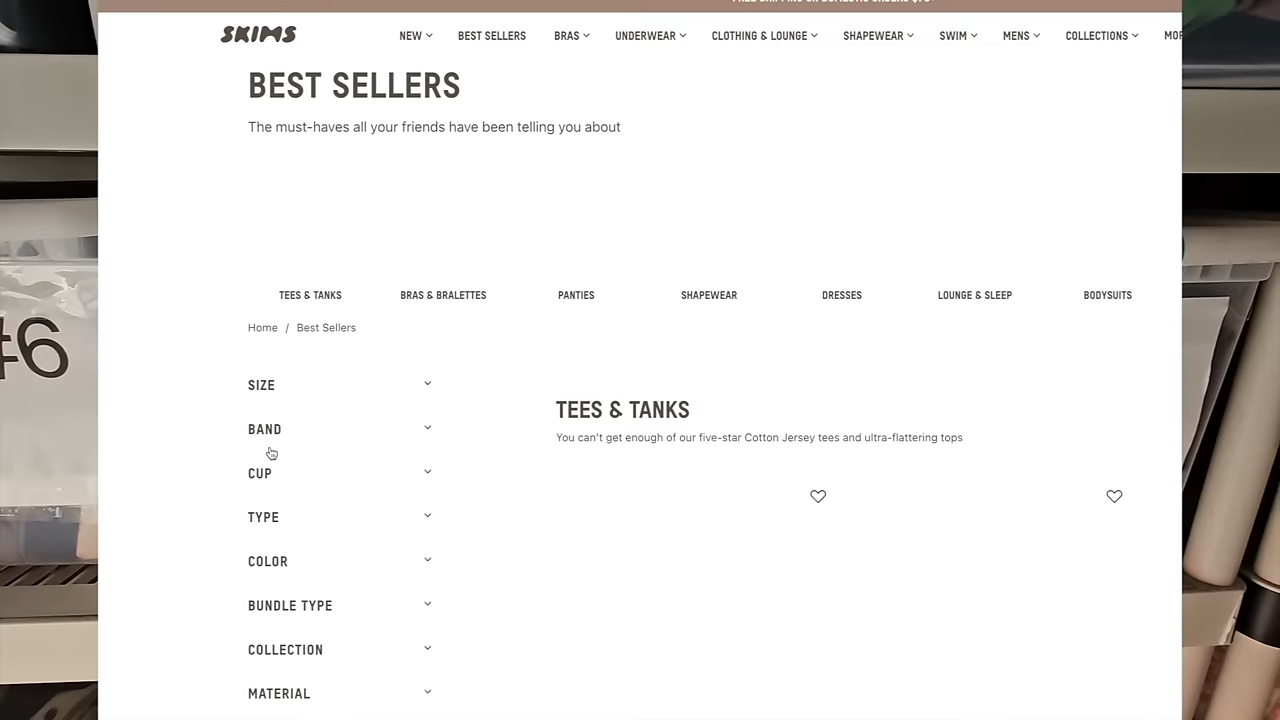 SKIMS
NEW
BEST SELLERS
BRAS
UNDERWEAR
CLOTHING & LOUNGE
SHAPEWEAR
SWIM
MENS
COLLECTIONS
BEST SELLERS
The must-haves all your friends have been telling you about
TEES & TANKS
BRAS & BRALETTES
PANTIES
SHAPEWEAR
DRESSES
LOUNGE & SLEEP
BODYSUITS
Home / Best Sellers
SIZE
BAND
CUP
TYPE
COLOR
BUNDLE TYPE
COLLECTION
MATERIAL
TEES & TANKS
You can't get enough of our five-star Cotton Jersey tees and ultra-flattering tops
#6